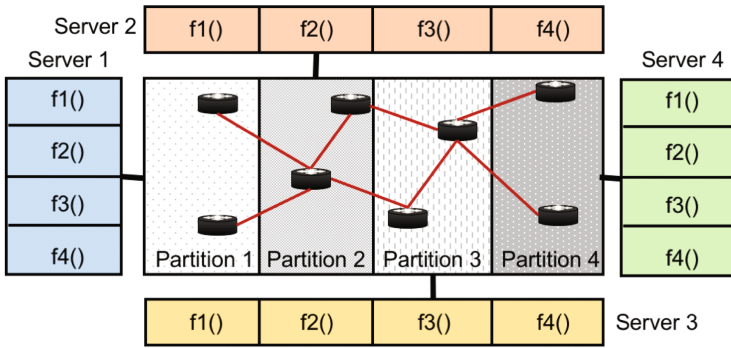 Server 2
f1() f2() f3() f4()
Server 1
f1()
f2()
f3()
f4()
Partition 1 Partition 2 Partition 3 Partition 4
Server 4
f1()
f2()
f3()
f4()
f1() f2() f3() f4()
Server 3